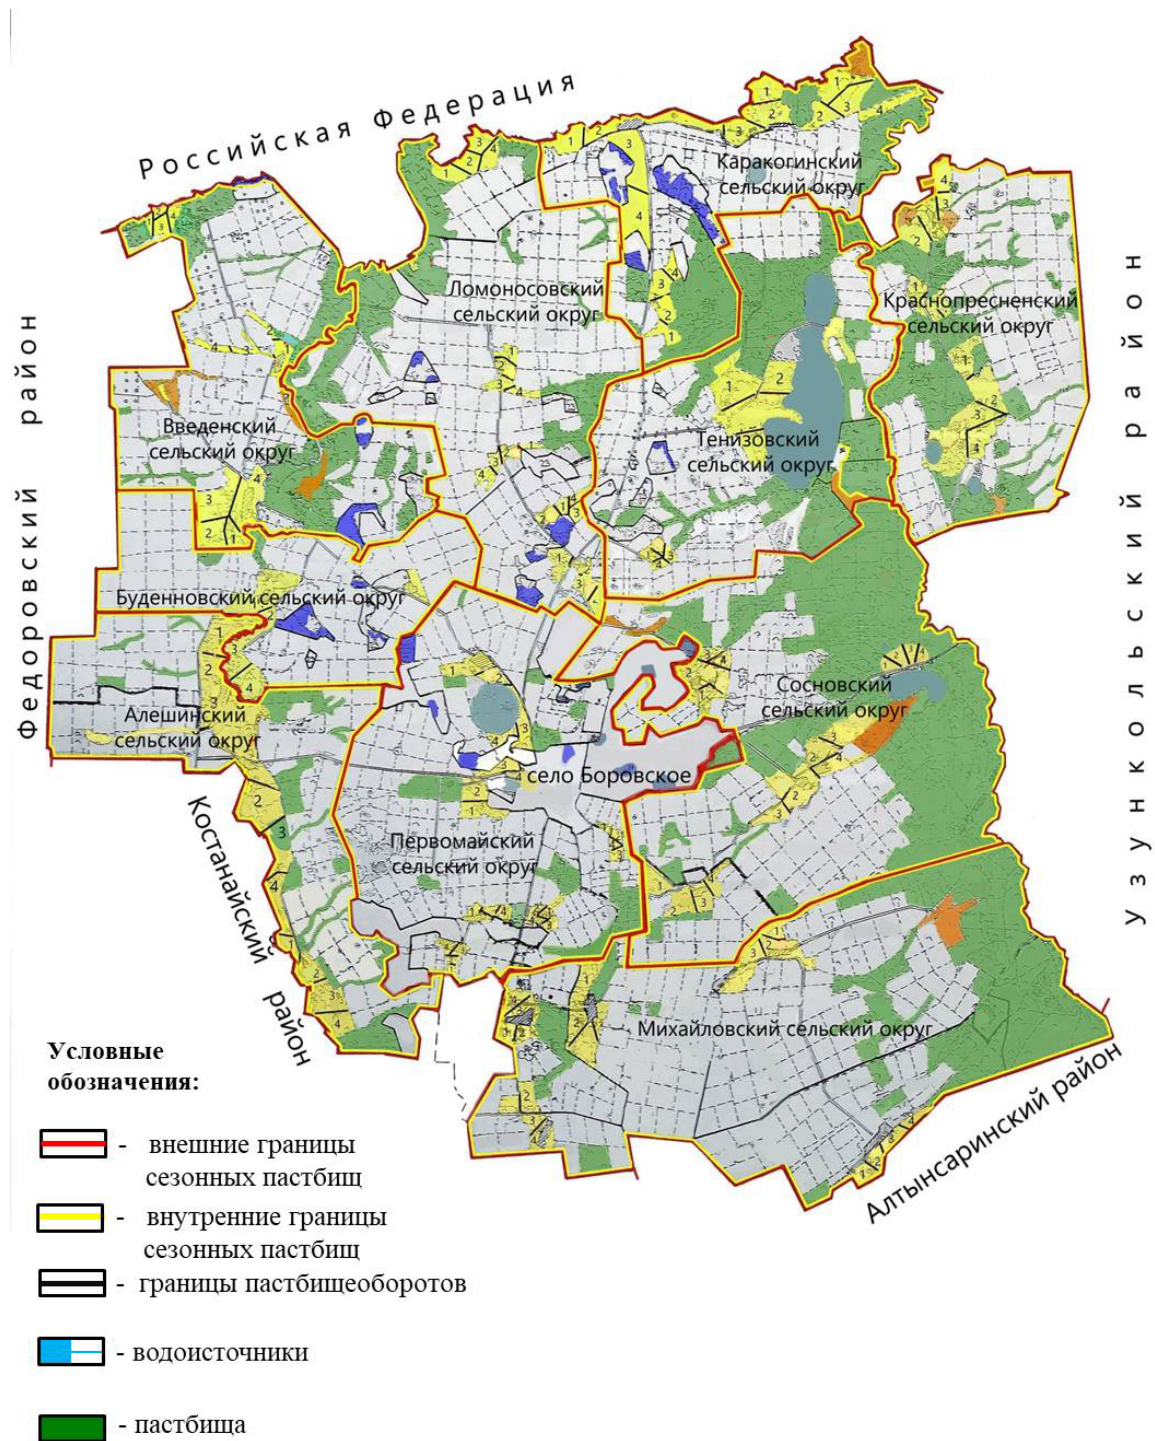 Российская Федерация
Каракогинский
сельский округ
Ломоносовский
сельский округ
Краснопресненский
сельский округ
Федоровский район
Узункольский район
Введенский
сельский округ
Тенизовский
сельский округ
Буденновский сельский округ
Алешинский
сельский округ
Сосновский
сельский округ
село Боровское
Костанайский район
Первомайский
сельский округ
Михайловский сельский округ
Алтынсаринский район
Условные
обозначения:
- внешние границы
сезонных пастбищ
- внутренние границы
сезонных пастбищ
- границы пастбищеоборотов
- водоисточники
- пастбища